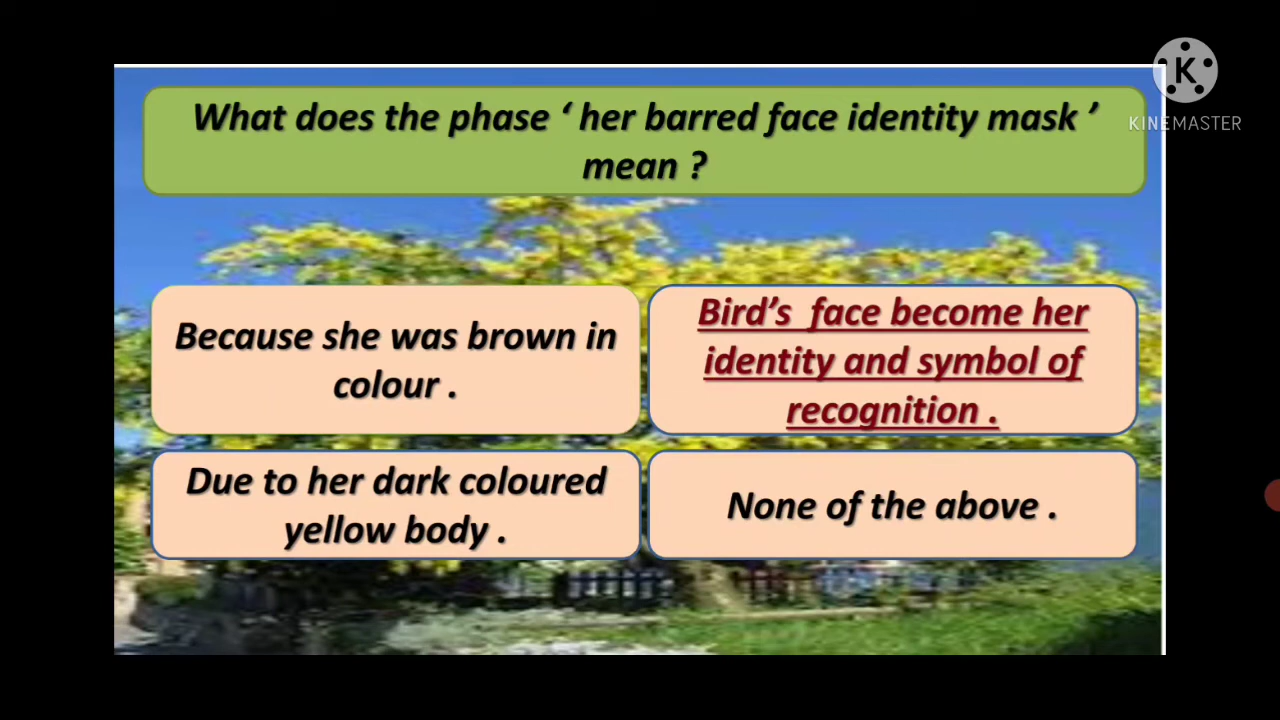 What does the phase ‘ her barred face identity mask ’
mean ?
Because she was brown in
colour .
Bird’s face become her
identity and symbol of
recognition .
Due to her dark coloured
yellow body .
None of the above .
K
KINEMASTER